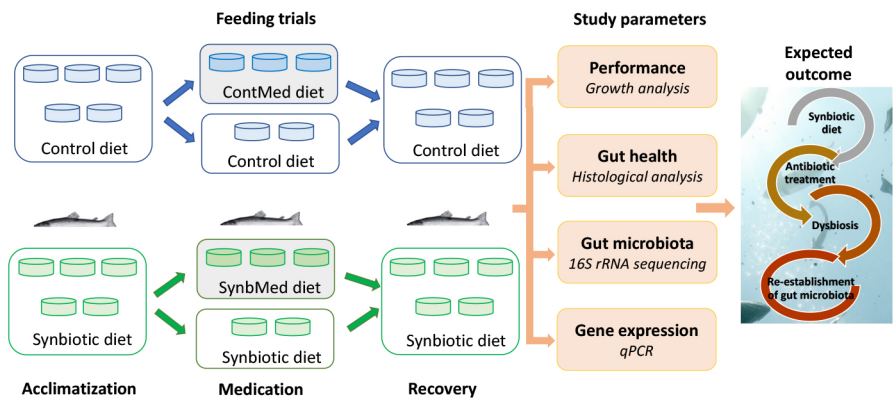 Feeding trials
Study parameters
Expected
outcome
Control diet
ContMed diet
Control diet
Control diet
Synbiotic diet
SynbMed diet
Synbiotic diet
Synbiotic diet
Acclimatization
Medication
Recovery
Performance
Growth analysis
Gut health
Histological analysis
Gut microbiota
16S rRNA sequencing
Gene expression
qPCR
Synbiotic
diet
Antibiotic
treatment
Dysbiosis
Re-establishment
of gut microbiota